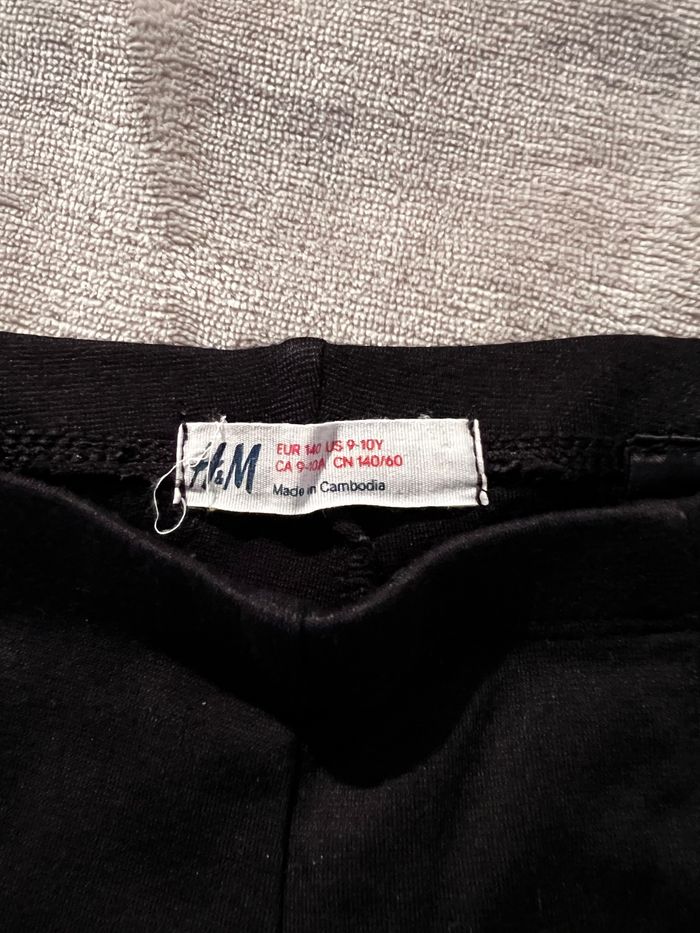 H&M
EUR 140 US 9-10Y
CA 9-10A CN 140/60
Made in Cambodia